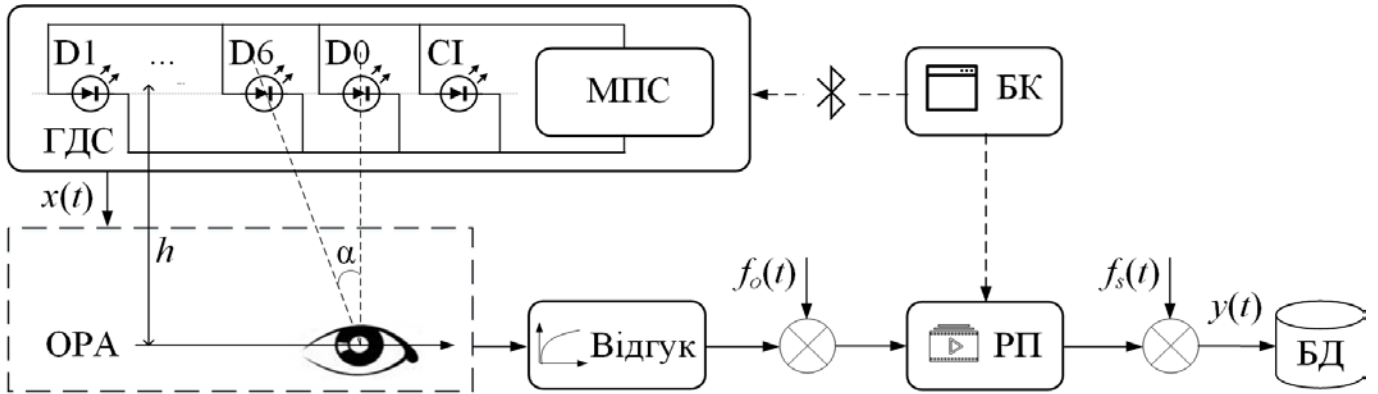 D1 ... D6 D0 CI
МПС
БК
ГДС
x(t)
h
α
ОРА
Відгук
fo(t)
РП
fs(t)
y(t)
БД